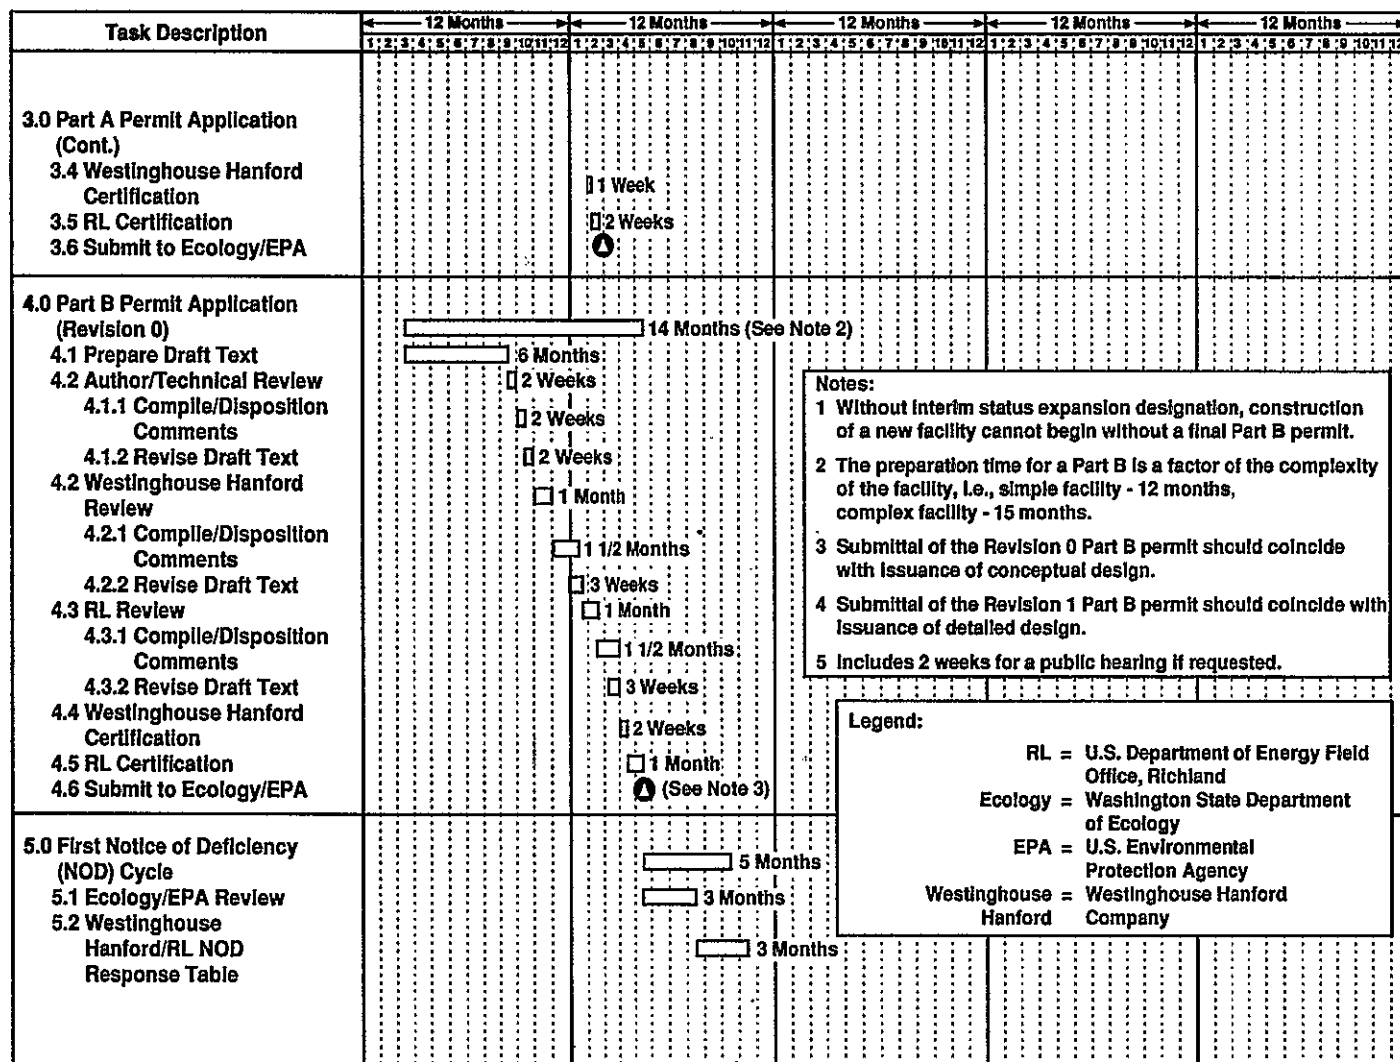 Task Description
12 Months 12 Months 12 Months 12 Months 12 Months
1 2 3 4 5 6 7 8 9 10 11 12 1 2 3 4 5 6 7 8 9 10 11 12 1 2 3 4 5 6 7 8 9 10 11 12 1 2 3 4 5 6 7 8 9 10 11 12 1 2 3 4 5 6 7 8 9 10 11
3.0 Part A Permit Application
(Cont.)
3.4 Westinghouse Hanford
Certification
1 Week
3.5 RL Certification
2 Weeks
3.6 Submit to Ecology/EPA
4.0 Part B Permit Application
(Revision 0)
14 Months (See Note 2)
4.1 Prepare Draft Text
6 Months
4.2 Author/Technical Review
2 Weeks
4.1.1 Compile/Disposition
Comments
2 Weeks
4.1.2 Revise Draft Text
2 Weeks
4.2 Westinghouse Hanford
Review
1 Month
4.2.1 Compile/Disposition
Comments
1 1/2 Months
4.2.2 Revise Draft Text
3 Weeks
4.3 RL Review
1 Month
4.3.1 Compile/Disposition
Comments
1 1/2 Months
4.3.2 Revise Draft Text
3 Weeks
4.4 Westinghouse Hanford
Certification
2 Weeks
4.5 RL Certification
1 Month
4.6 Submit to Ecology/EPA
(See Note 3)
5.0 First Notice of Deficiency
(NOD) Cycle
5 Months
5.1 Ecology/EPA Review
3 Months
5.2 Westinghouse
Hanford/RL NOD
Response Table
3 Months
Notes:
1 Without interim status expansion designation, construction
of a new facility cannot begin without a final Part B permit.
2 The preparation time for a Part B is a factor of the complexity
of the facility, i.e., simple facility - 12 months,
complex facility - 15 months.
3 Submittal of the Revision 0 Part B permit should coincide
with issuance of conceptual design.
4 Submittal of the Revision 1 Part B permit should coincide with
issuance of detailed design.
5 Includes 2 weeks for a public hearing if requested.
Legend:
RL = U.S. Department of Energy Field
Office, Richland
Ecology = Washington State Department
of Ecology
EPA = U.S. Environmental
Protection Agency
Westinghouse = Westinghouse Hanford
Hanford Company